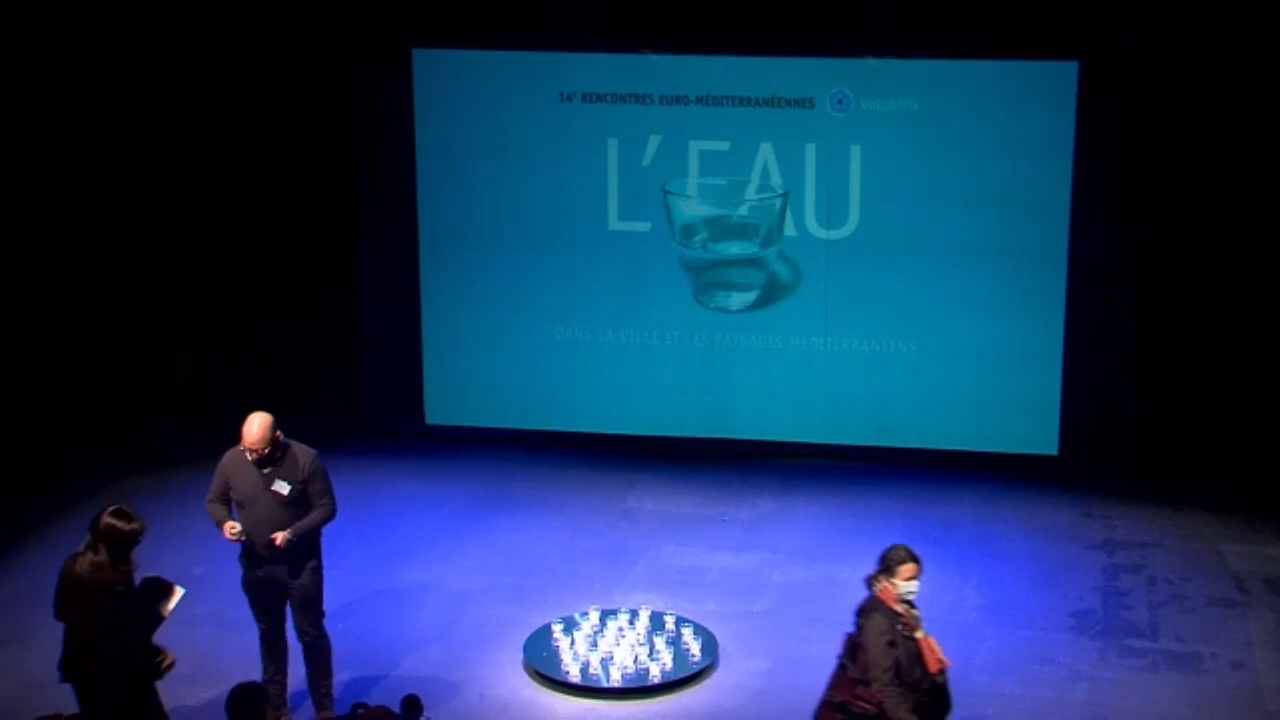 14E RENCONTRES EURO-MÉDITERRANÉENNES Volubilis
L'EAU
DANS LA VILLE ET LES PAYSAGES MÉDITERRANÉENS